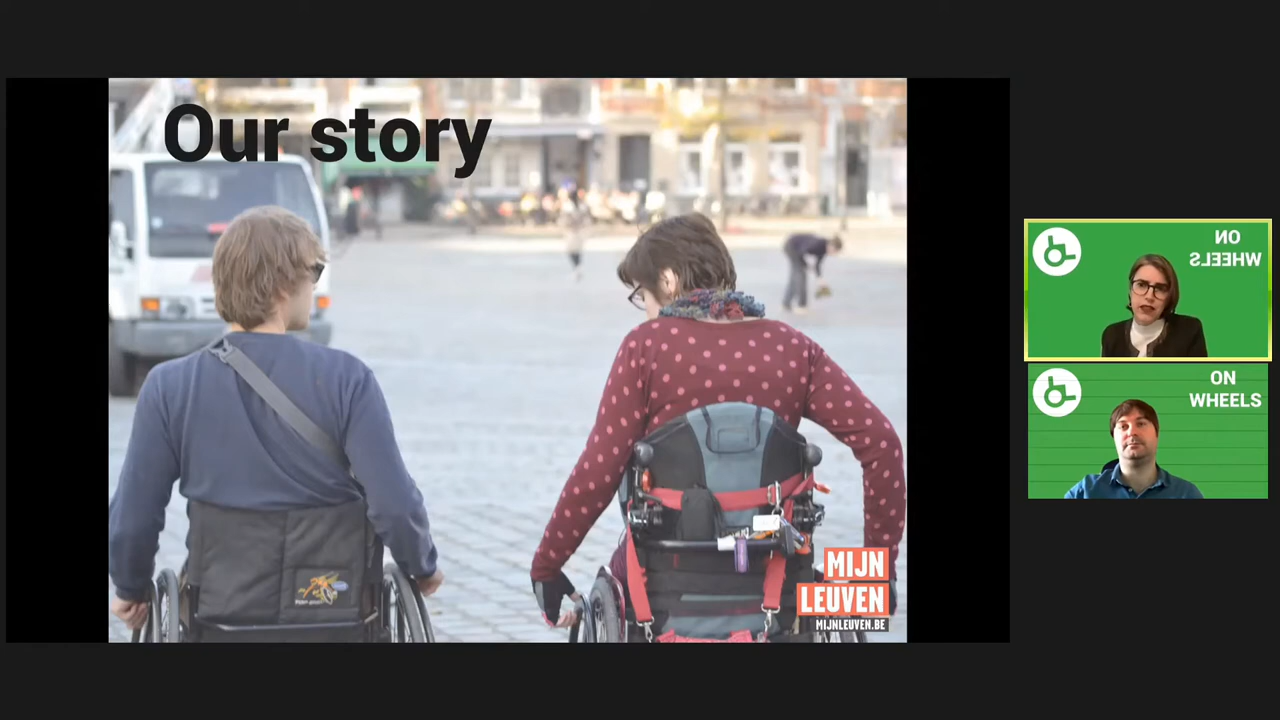 Our story
MIJN
LEUVEN
MIJNLEUVEN.BE
ON
WHEELS
ON
WHEELS